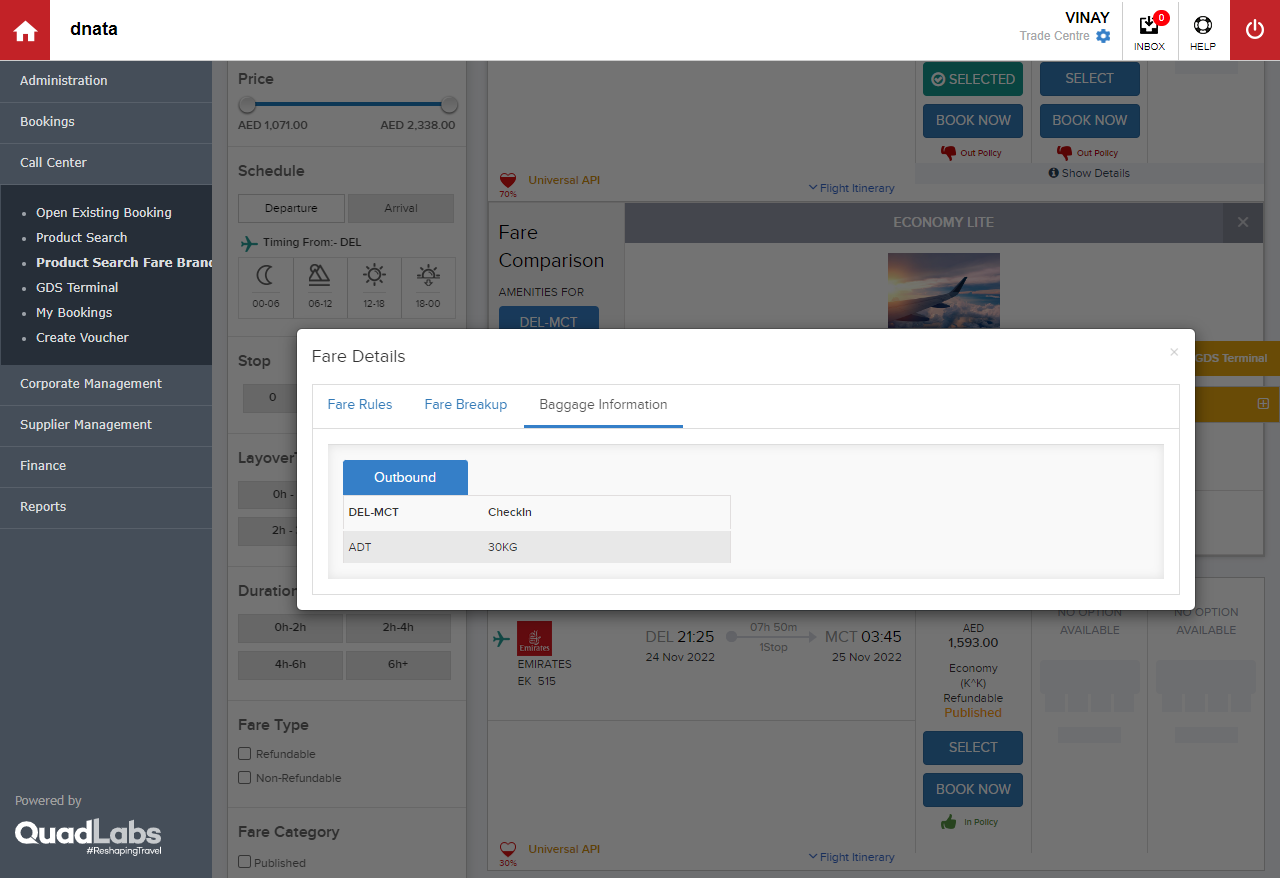 dnata
VINAY
Trade Centre
0
INBOX
HELP
Administration
Bookings
Call Center
Open Existing Booking
Product Search
Product Search Fare Brand
GDS Terminal
My Bookings
Create Voucher
Corporate Management
Supplier Management
Finance
Reports
Powered by
QuadLabs
#ReshapingTravel
Price
AED 1,071.00 AED 2,338.00
Schedule
Departure Arrival
Timing From:- DEL
00-06 06-12 12-18 18-00
Stop
0
Layover
0h -
2h -
Duration
0h-2h 2h-4h
4h-6h 6h+
Fare Type
Refundable
Non-Refundable
Fare Category
Published
SELECTED SELECT
BOOK NOW BOOK NOW
Out Policy Out Policy
70% Universal API
Flight Itinerary
Show Details
Fare
Comparison
AMENITIES FOR
DEL-MCT
ECONOMY LITE ×
GDS Terminal
Fare Details ×
Fare Rules Fare Breakup Baggage Information
Outbound
DEL-MCT CheckIn
ADT 30KG
Emirates
EMIRATES
EK 515
DEL 21:25
24 Nov 2022
07h 50m
1Stop
MCT 03:45
25 Nov 2022
AED
1,593.00
Economy
(K^K)
Refundable
Published
SELECT
BOOK NOW
In Policy
NO OPTION
AVAILABLE
NO OPTION
AVAILABLE
30% Universal API
Flight Itinerary